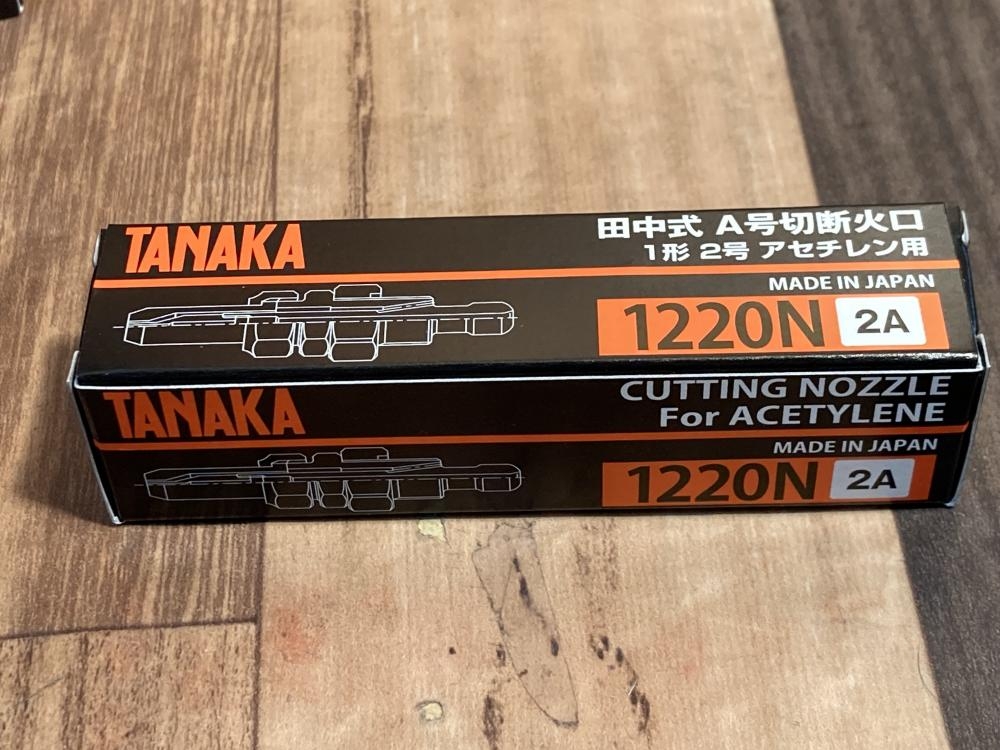 TANAKA
田中式 A号切断火口
1形 2号 アセチレン用
MADE IN JAPAN
1220N 2A
TANAKA
CUTTING NOZZLE
For ACETYLENE
MADE IN JAPAN
1220N 2A